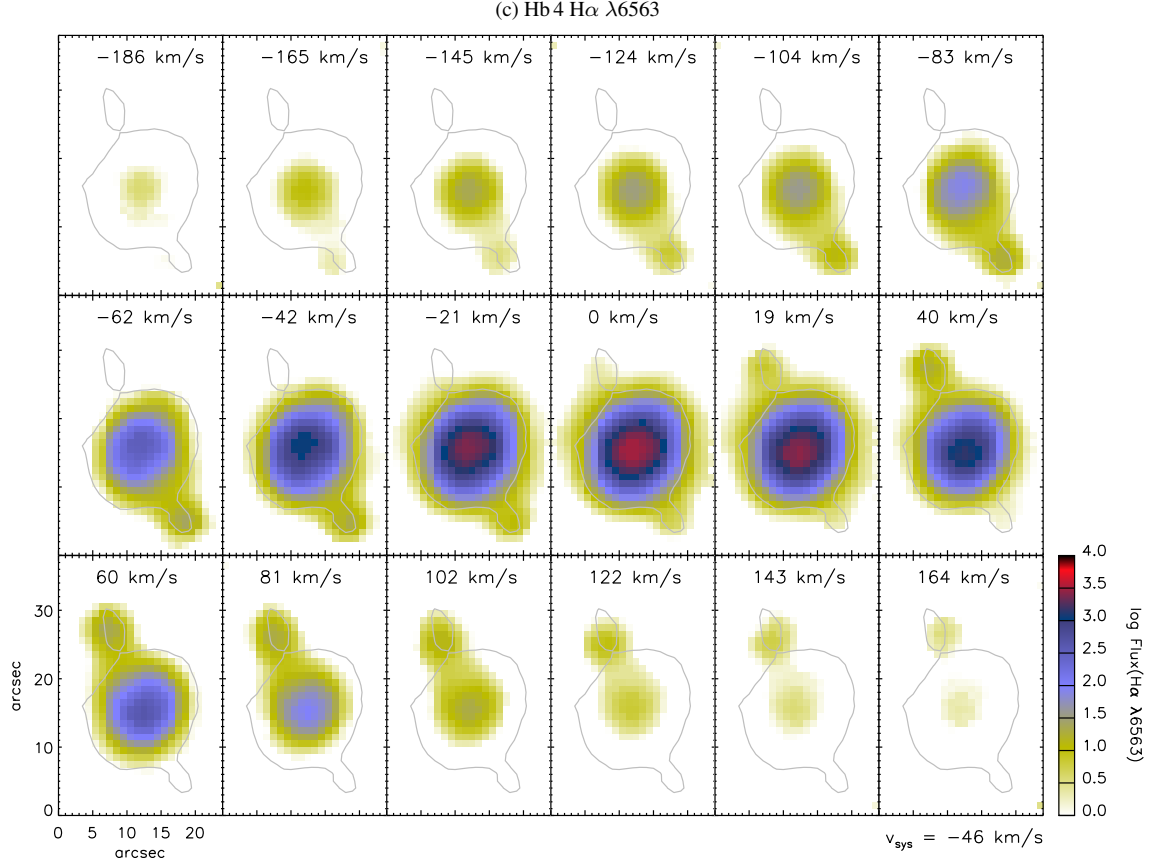 (c) Hb 4 Hα λ6563
−186 km/s −165 km/s −145 km/s −124 km/s −104 km/s −83 km/s
−62 km/s −42 km/s −21 km/s 0 km/s 19 km/s 40 km/s
60 km/s 81 km/s 102 km/s 122 km/s 143 km/s 164 km/s
30
20
10
0
arcsec
0 5 10 15 20
arcsec
4.0
3.5
3.0
2.5
2.0
1.5
1.0
0.5
0.0
log Flux(Hα λ6563)
v_sys = −46 km/s